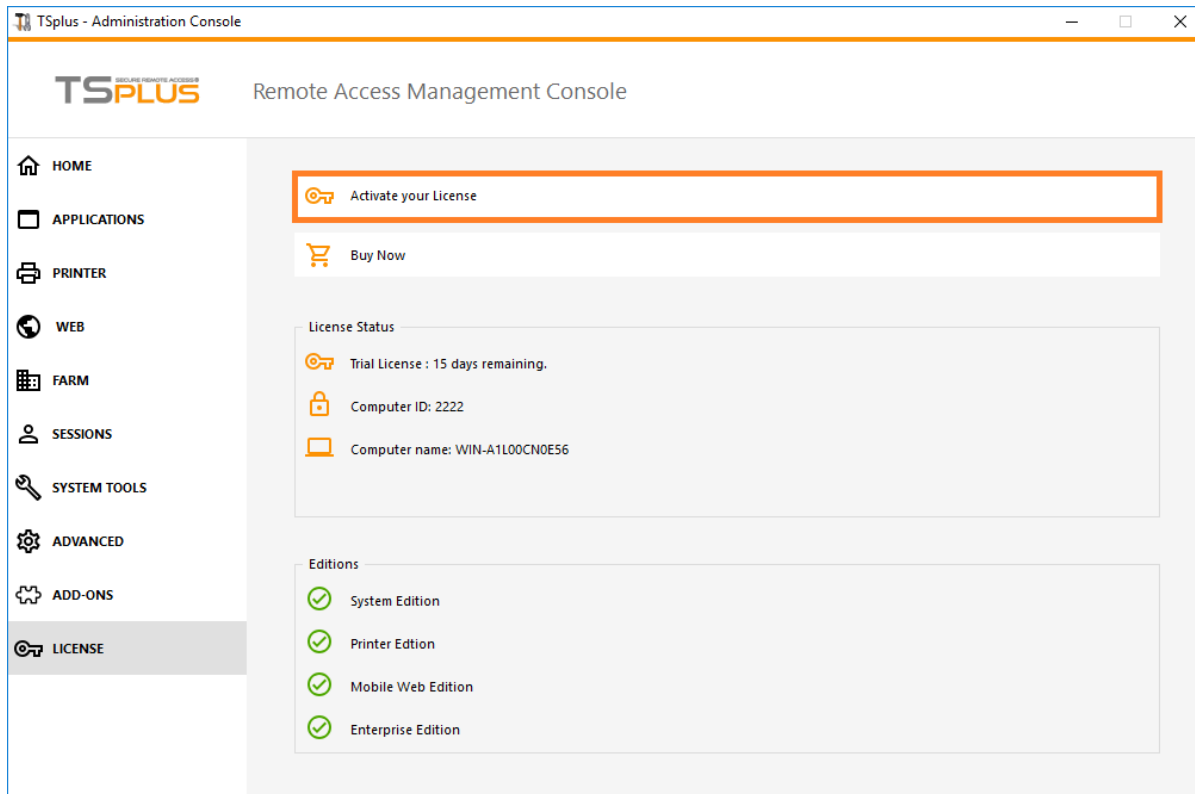 TSplus - Administration Console
TSPLUS
SECURE REMOTE ACCESS®
Remote Access Management Console
HOME
APPLICATIONS
PRINTER
WEB
FARM
SESSIONS
SYSTEM TOOLS
ADVANCED
ADD-ONS
LICENSE
Activate your License
Buy Now
License Status
Trial License : 15 days remaining.
Computer ID: 2222
Computer name: WIN-A1L00CN0E56
Editions
System Edition
Printer Edtion
Mobile Web Edition
Enterprise Edition